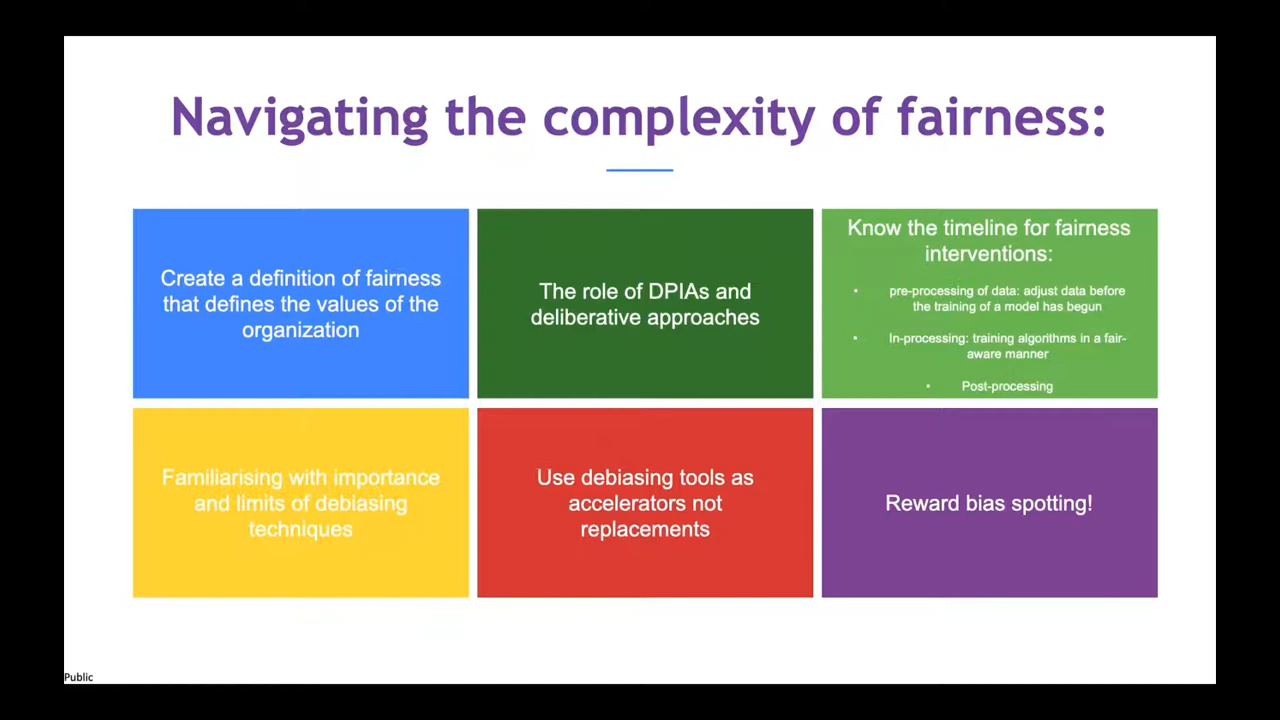 Navigating the complexity of fairness:
Create a definition of fairness
that defines the values of the
organization
The role of DPIAs and
deliberative approaches
Know the timeline for fairness
interventions:
• pre-processing of data: adjust data before
the training of a model has begun
• In-processing: training algorithms in a fair-
aware manner
• Post-processing
Familiarising with importance
and limits of debiasing
techniques
Use debiasing tools as
accelerators not
replacements
Reward bias spotting!
Public